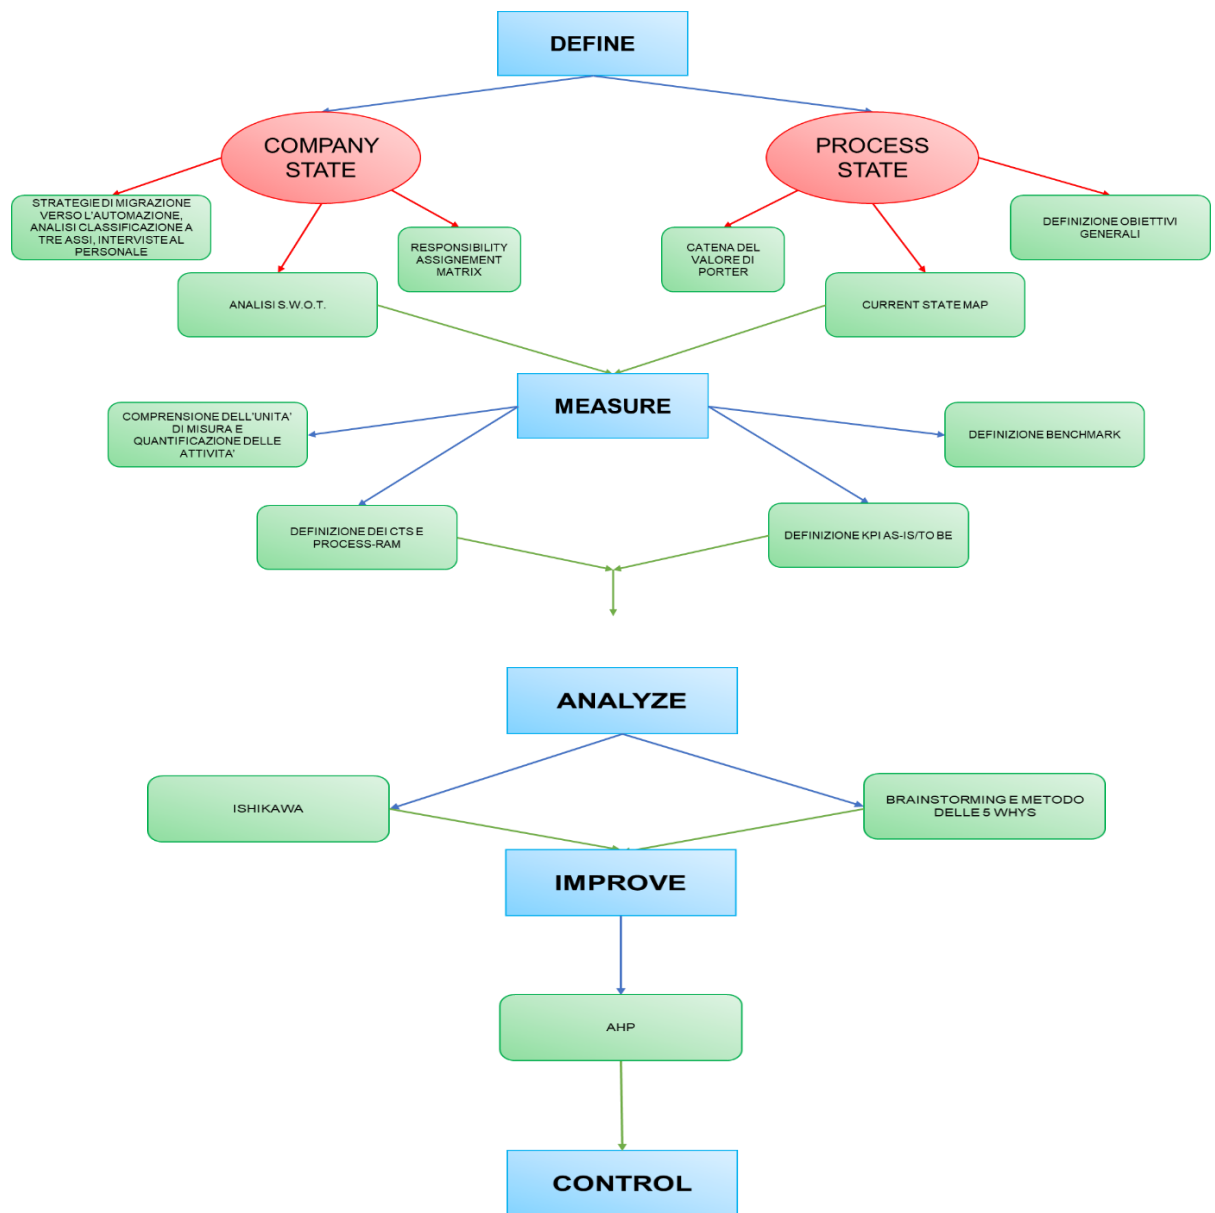 DEFINE
COMPANY
STATE
PROCESS
STATE
STRATEGIE DI MIGRAZIONE
VERSO L'AUTOMAZIONE,
ANALISI CLASSIFICAZIONE A
TRE ASSI, INTERVISTE AL
PERSONALE
RESPONSIBILITY
ASSIGNEMENT
MATRIX
CATENA DEL
VALORE DI
PORTER
DEFINIZIONE OBIETTIVI
GENERALI
ANALISI S.W.O.T.
CURRENT STATE MAP
MEASURE
COMPRENSIONE DELL'UNITA'
DI MISURA E
QUANTIFICAZIONE DELLE
ATTIVITA'
DEFINIZIONE BENCHMARK
DEFINIZIONE DEI CTS E
PROCESS-RAM
DEFINIZIONE KPI AS-IS/TO BE
ANALYZE
ISHIKAWA
BRAINSTORMING E METODO
DELLE 5 WHYS
IMPROVE
AHP
CONTROL